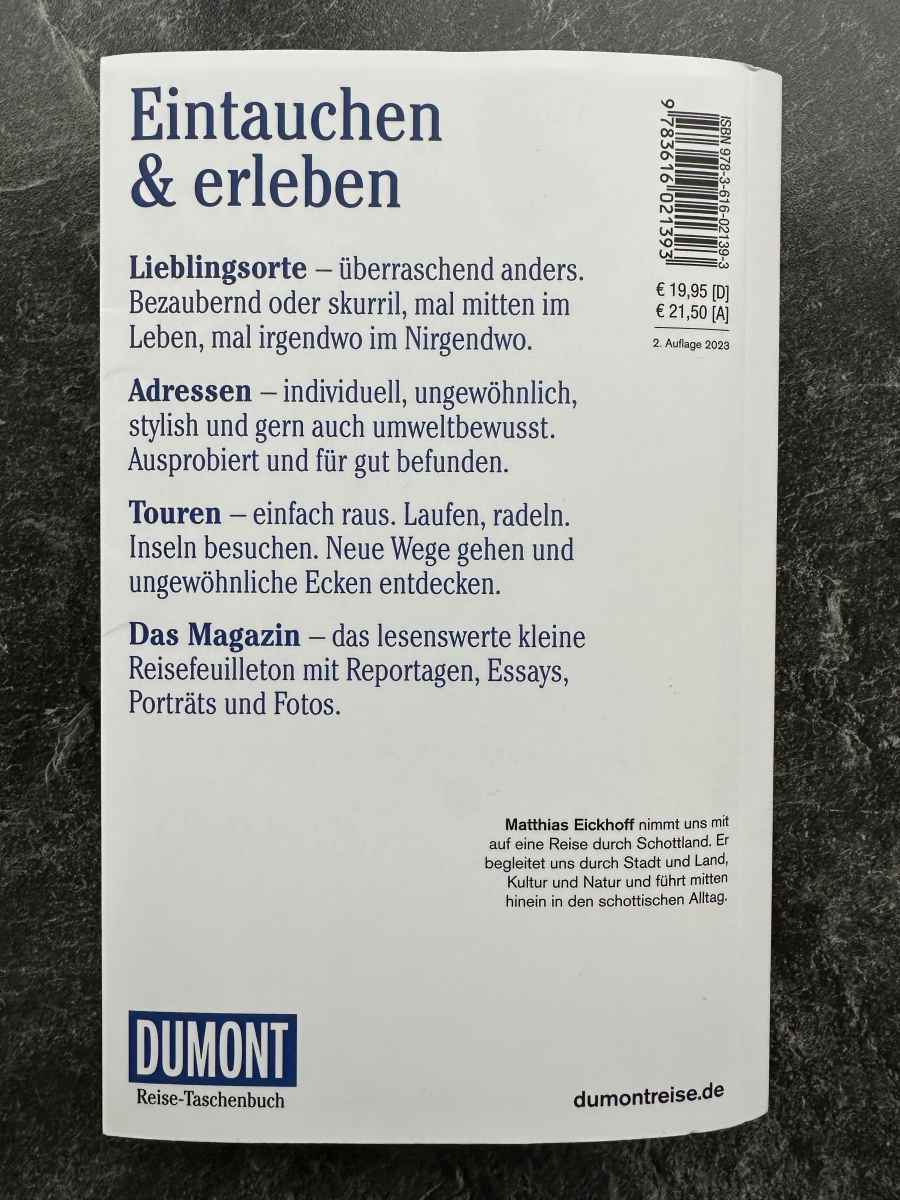 Eintauchen
& erleben
Lieblingsorte – überraschend anders.
Bezaubernd oder skurril, mal mitten im
Leben, mal irgendwo im Nirgendwo.
Adressen – individuell, ungewöhnlich,
stylish und gern auch umweltbewusst.
Ausprobiert und für gut befunden.
Touren – einfach raus. Laufen, radeln.
Inseln besuchen. Neue Wege gehen und
ungewöhnliche Ecken entdecken.
Das Magazin – das lesenswerte kleine
Reisefeuilleton mit Reportagen, Essays,
Porträts und Fotos.
ISBN 978-3-616-02139-3
9 783616 021393
€ 19,95 [D]
€ 21,50 [A]
2. Auflage 2023
Matthias Eickhoff nimmt uns mit
auf eine Reise durch Schottland. Er
begleitet uns durch Stadt und Land,
Kultur und Natur und führt mitten
hinein in den schottischen Alltag.
DUMONT
Reise-Taschenbuch
dumontreise.de